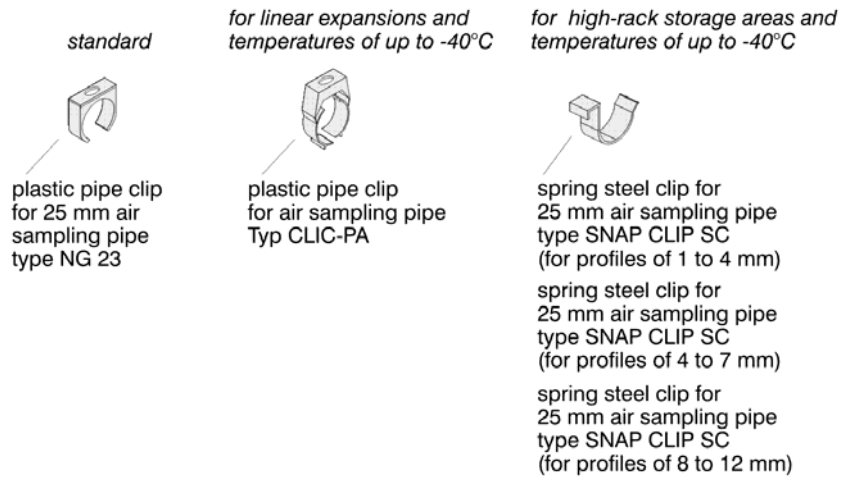 standard
for linear expansions and
temperatures of up to -40°C
for high-rack storage areas and
temperatures of up to -40°C
plastic pipe clip
for 25 mm air
sampling pipe
type NG 23
plastic pipe clip
for air sampling pipe
Typ CLIC-PA
spring steel clip for
25 mm air sampling pipe
type SNAP CLIP SC
(for profiles of 1 to 4 mm)
spring steel clip for
25 mm air sampling pipe
type SNAP CLIP SC
(for profiles of 4 to 7 mm)
spring steel clip for
25 mm air sampling pipe
type SNAP CLIP SC
(for profiles of 8 to 12 mm)